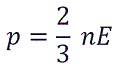 p = 2/3 nE